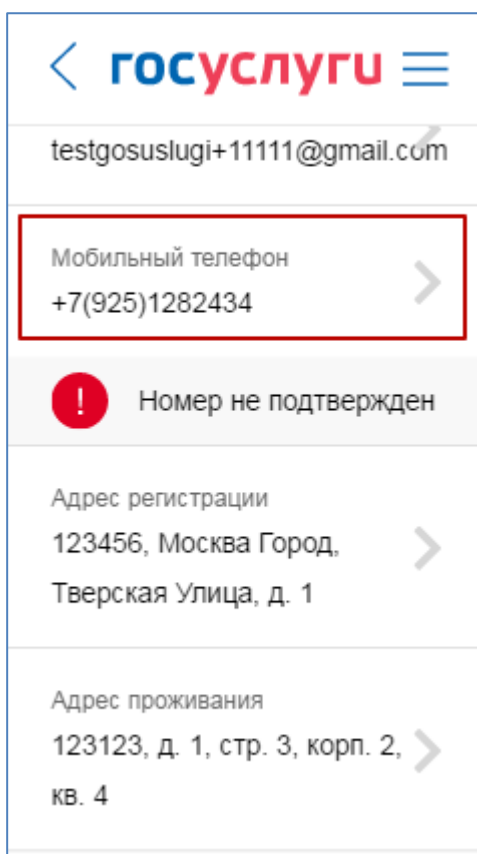 госуслуги
testgosuslugi+11111@gmail.com
Мобильный телефон
+7(925)1282434
! Номер не подтвержден
Адрес регистрации
123456, Москва Город,
Тверская Улица, д. 1
Адрес проживания
123123, д. 1, стр. 3, корп. 2,
кв. 4